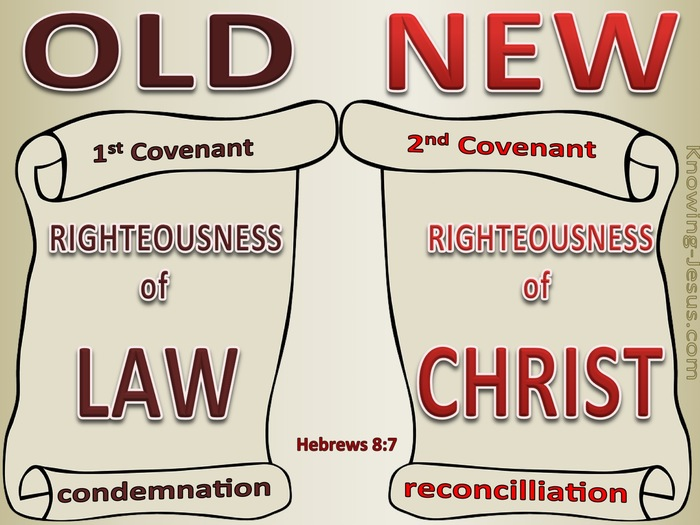 OLD
1st Covenant
RIGHTEOUSNESS
of
LAW
condemnation
NEW
2nd Covenant
RIGHTEOUSNESS
of
CHRIST
reconcilliation
Hebrews 8:7
Knowing-Jesus.com